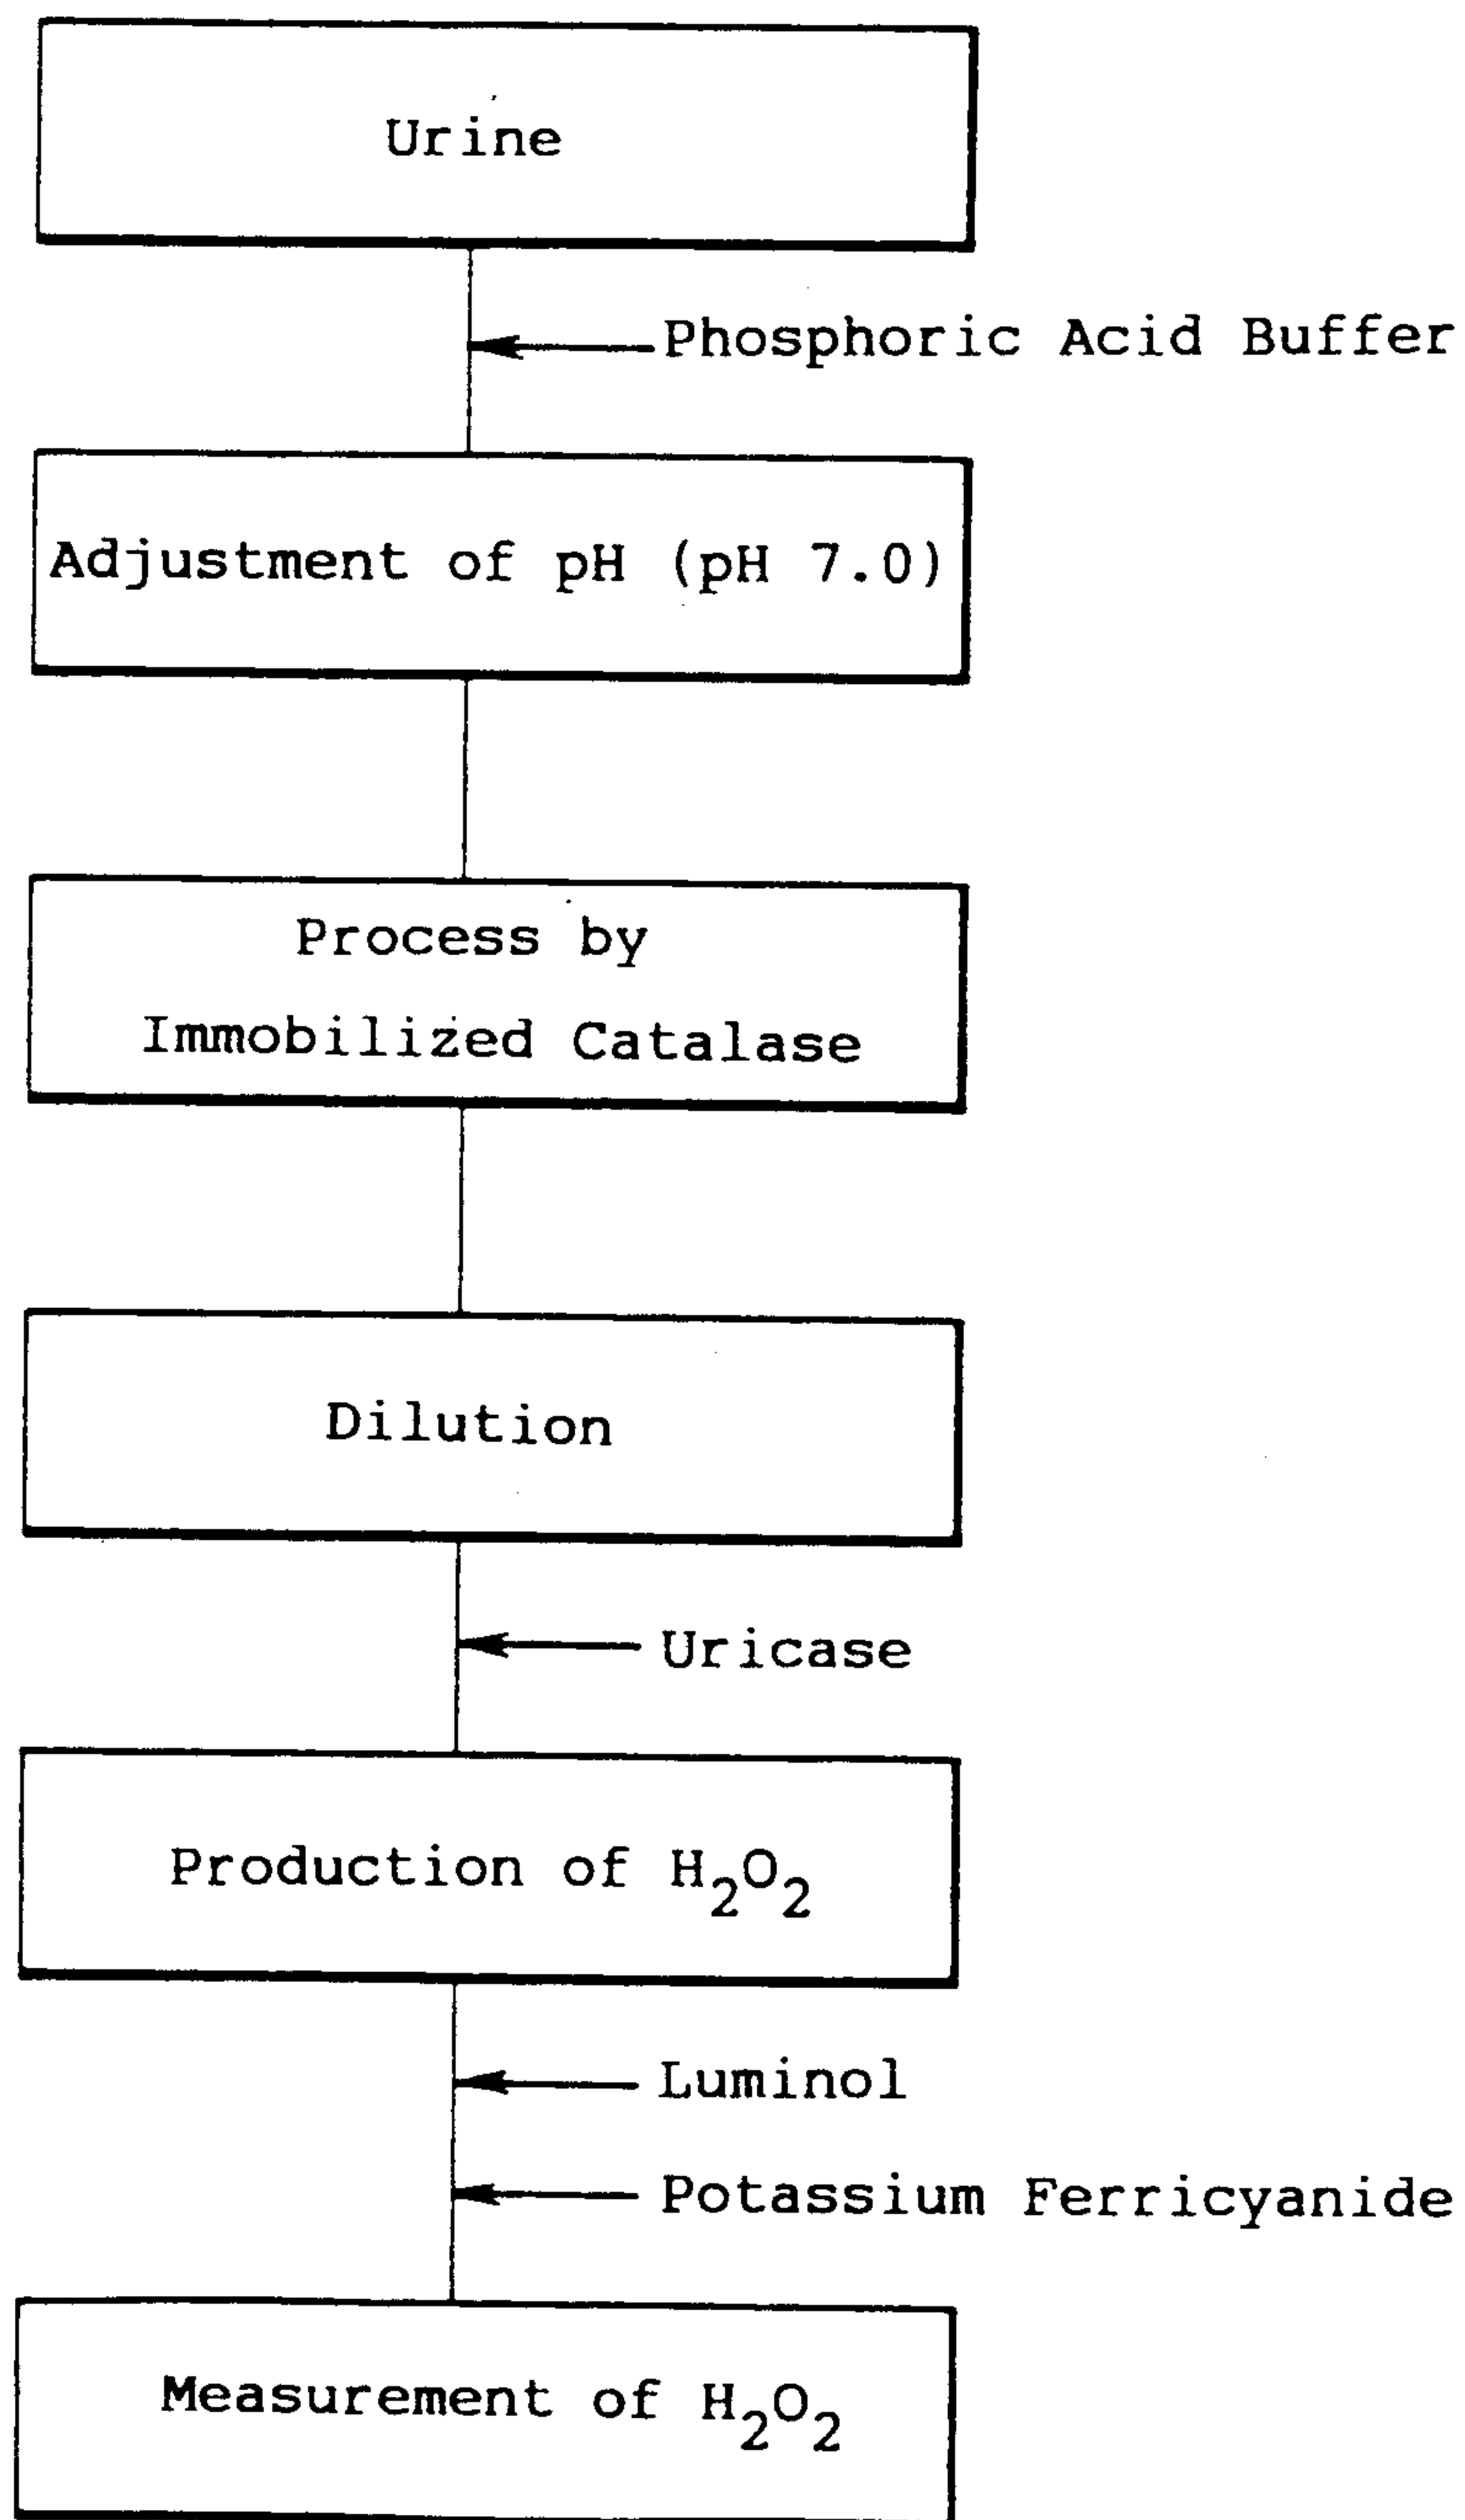 Urine
Phosphoric Acid Buffer
Adjustment of pH (pH 7.0)
Process by
Immobilized Catalase
Dilution
Uricase
Production of H₂O₂
Luminol
Potassium Ferricyanide
Measurement of H₂O₂